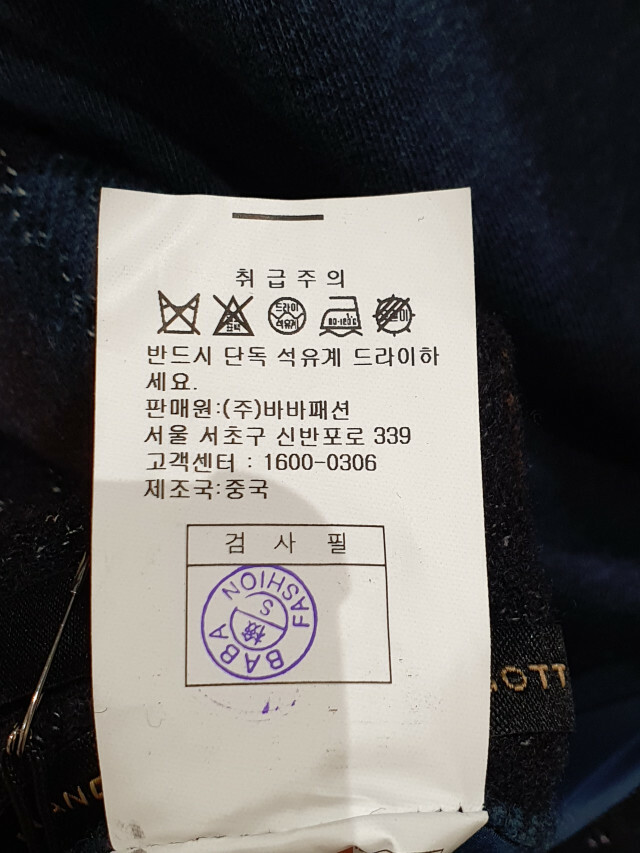 취급주의
드라이
석유계
80-120℃
반드시 단독 석유계 드라이하
세요.
판매원:(주)바바패션
서울 서초구 신반포로 339
고객센터 : 1600-0306
제조국:중국
검 사 필
BABA FASHION
S
檢
OTT